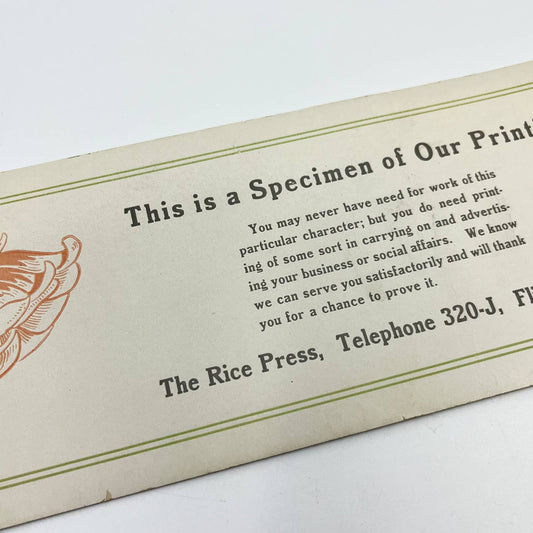 This is a Specimen of Our
You may never have need for work of this
particular character; but you do need print-
ing of some sort in carrying on and advertis-
ing your business or social affairs. We know
we can serve you satisfactorily and will thank
you for a chance to prove it.
The Rice Press, Telephone 320-J,